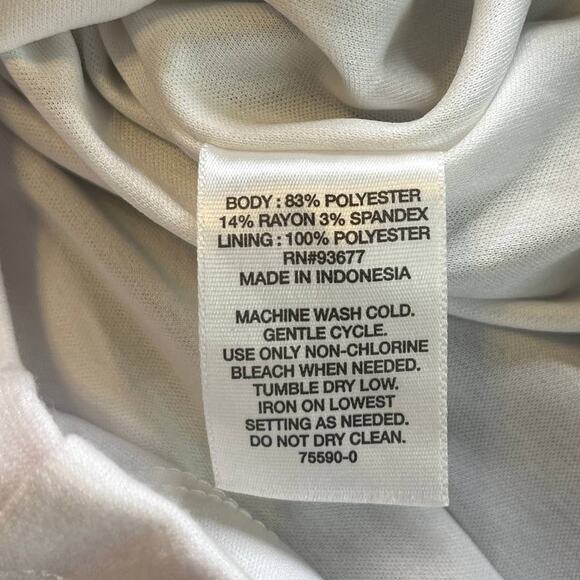 BODY : 83% POLYESTER
14% RAYON 3% SPANDEX
LINING : 100% POLYESTER
RN#93677
MADE IN INDONESIA
MACHINE WASH COLD.
GENTLE CYCLE.
USE ONLY NON-CHLORINE
BLEACH WHEN NEEDED.
TUMBLE DRY LOW.
IRON ON LOWEST
SETTING AS NEEDED.
DO NOT DRY CLEAN.
75590-0